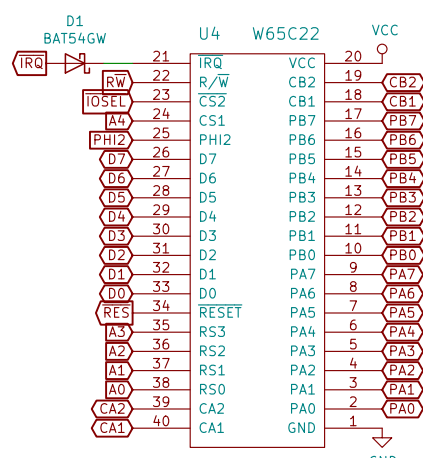 D1
BAT54GW
U4 W65C22
VCC
I̅R̅Q̅ 21 I̅R̅Q̅ VCC 20
RW̅ 22 R/W̅ CB2 19 CB2
I̅O̅S̅E̅L̅ 23 C̅S̅2̅ CB1 18 CB1
A4 24 CS1 PB7 17 PB7
PHI2 25 PHI2 PB6 16 PB6
D7 26 D7 PB5 15 PB5
D6 27 D6 PB4 14 PB4
D5 28 D5 PB3 13 PB3
D4 29 D4 PB2 12 PB2
D3 30 D3 PB1 11 PB1
D2 31 D2 PB0 10 PB0
D1 32 D1 PA7 9 PA7
D0 33 D0 PA6 8 PA6
R̅E̅S̅ 34 R̅E̅S̅E̅T̅ PA5 7 PA5
A3 35 RS3 PA4 6 PA4
A2 36 RS2 PA3 5 PA3
A1 37 RS1 PA2 4 PA2
A0 38 RS0 PA1 3 PA1
CA2 39 CA2 PA0 2 PA0
CA1 40 CA1 GND 1
GND